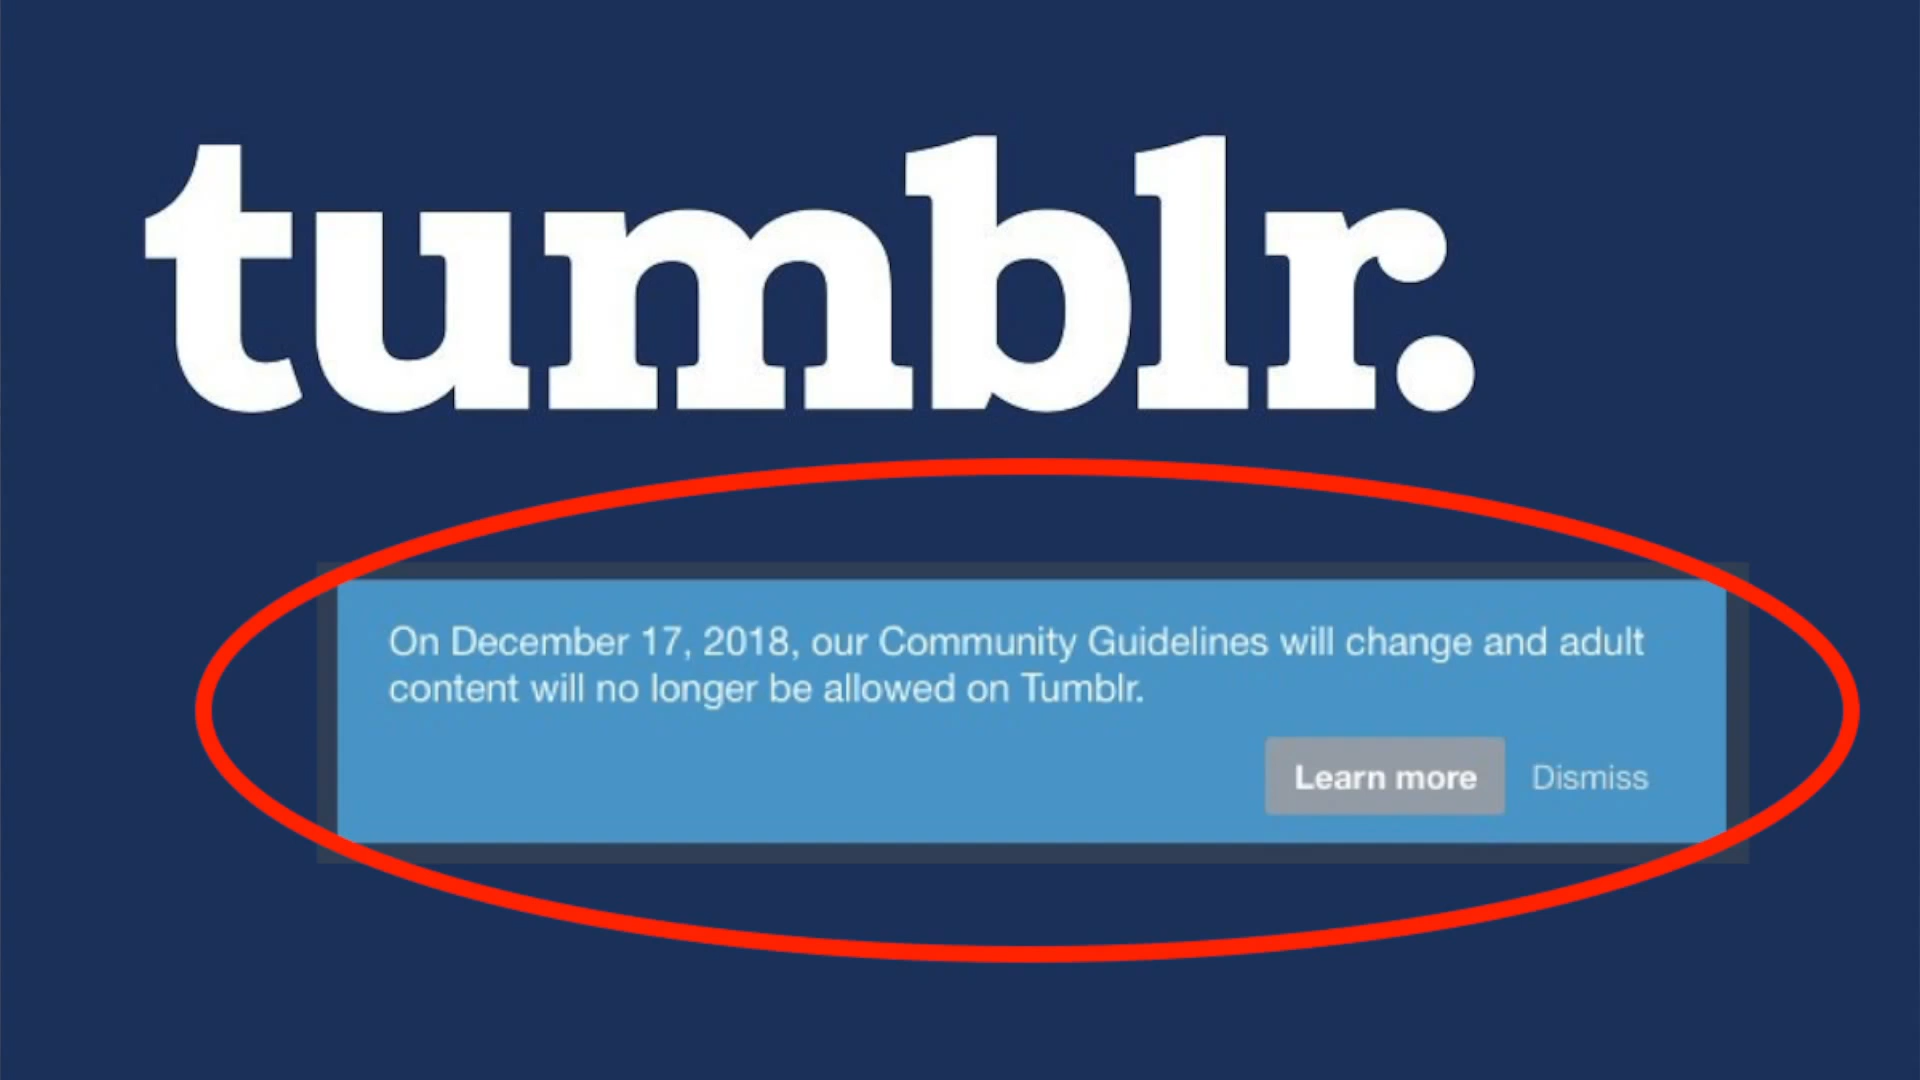 tumblr.
On December 17, 2018, our Community Guidelines will change and adult
content will no longer be allowed on Tumblr.
Learn more Dismiss